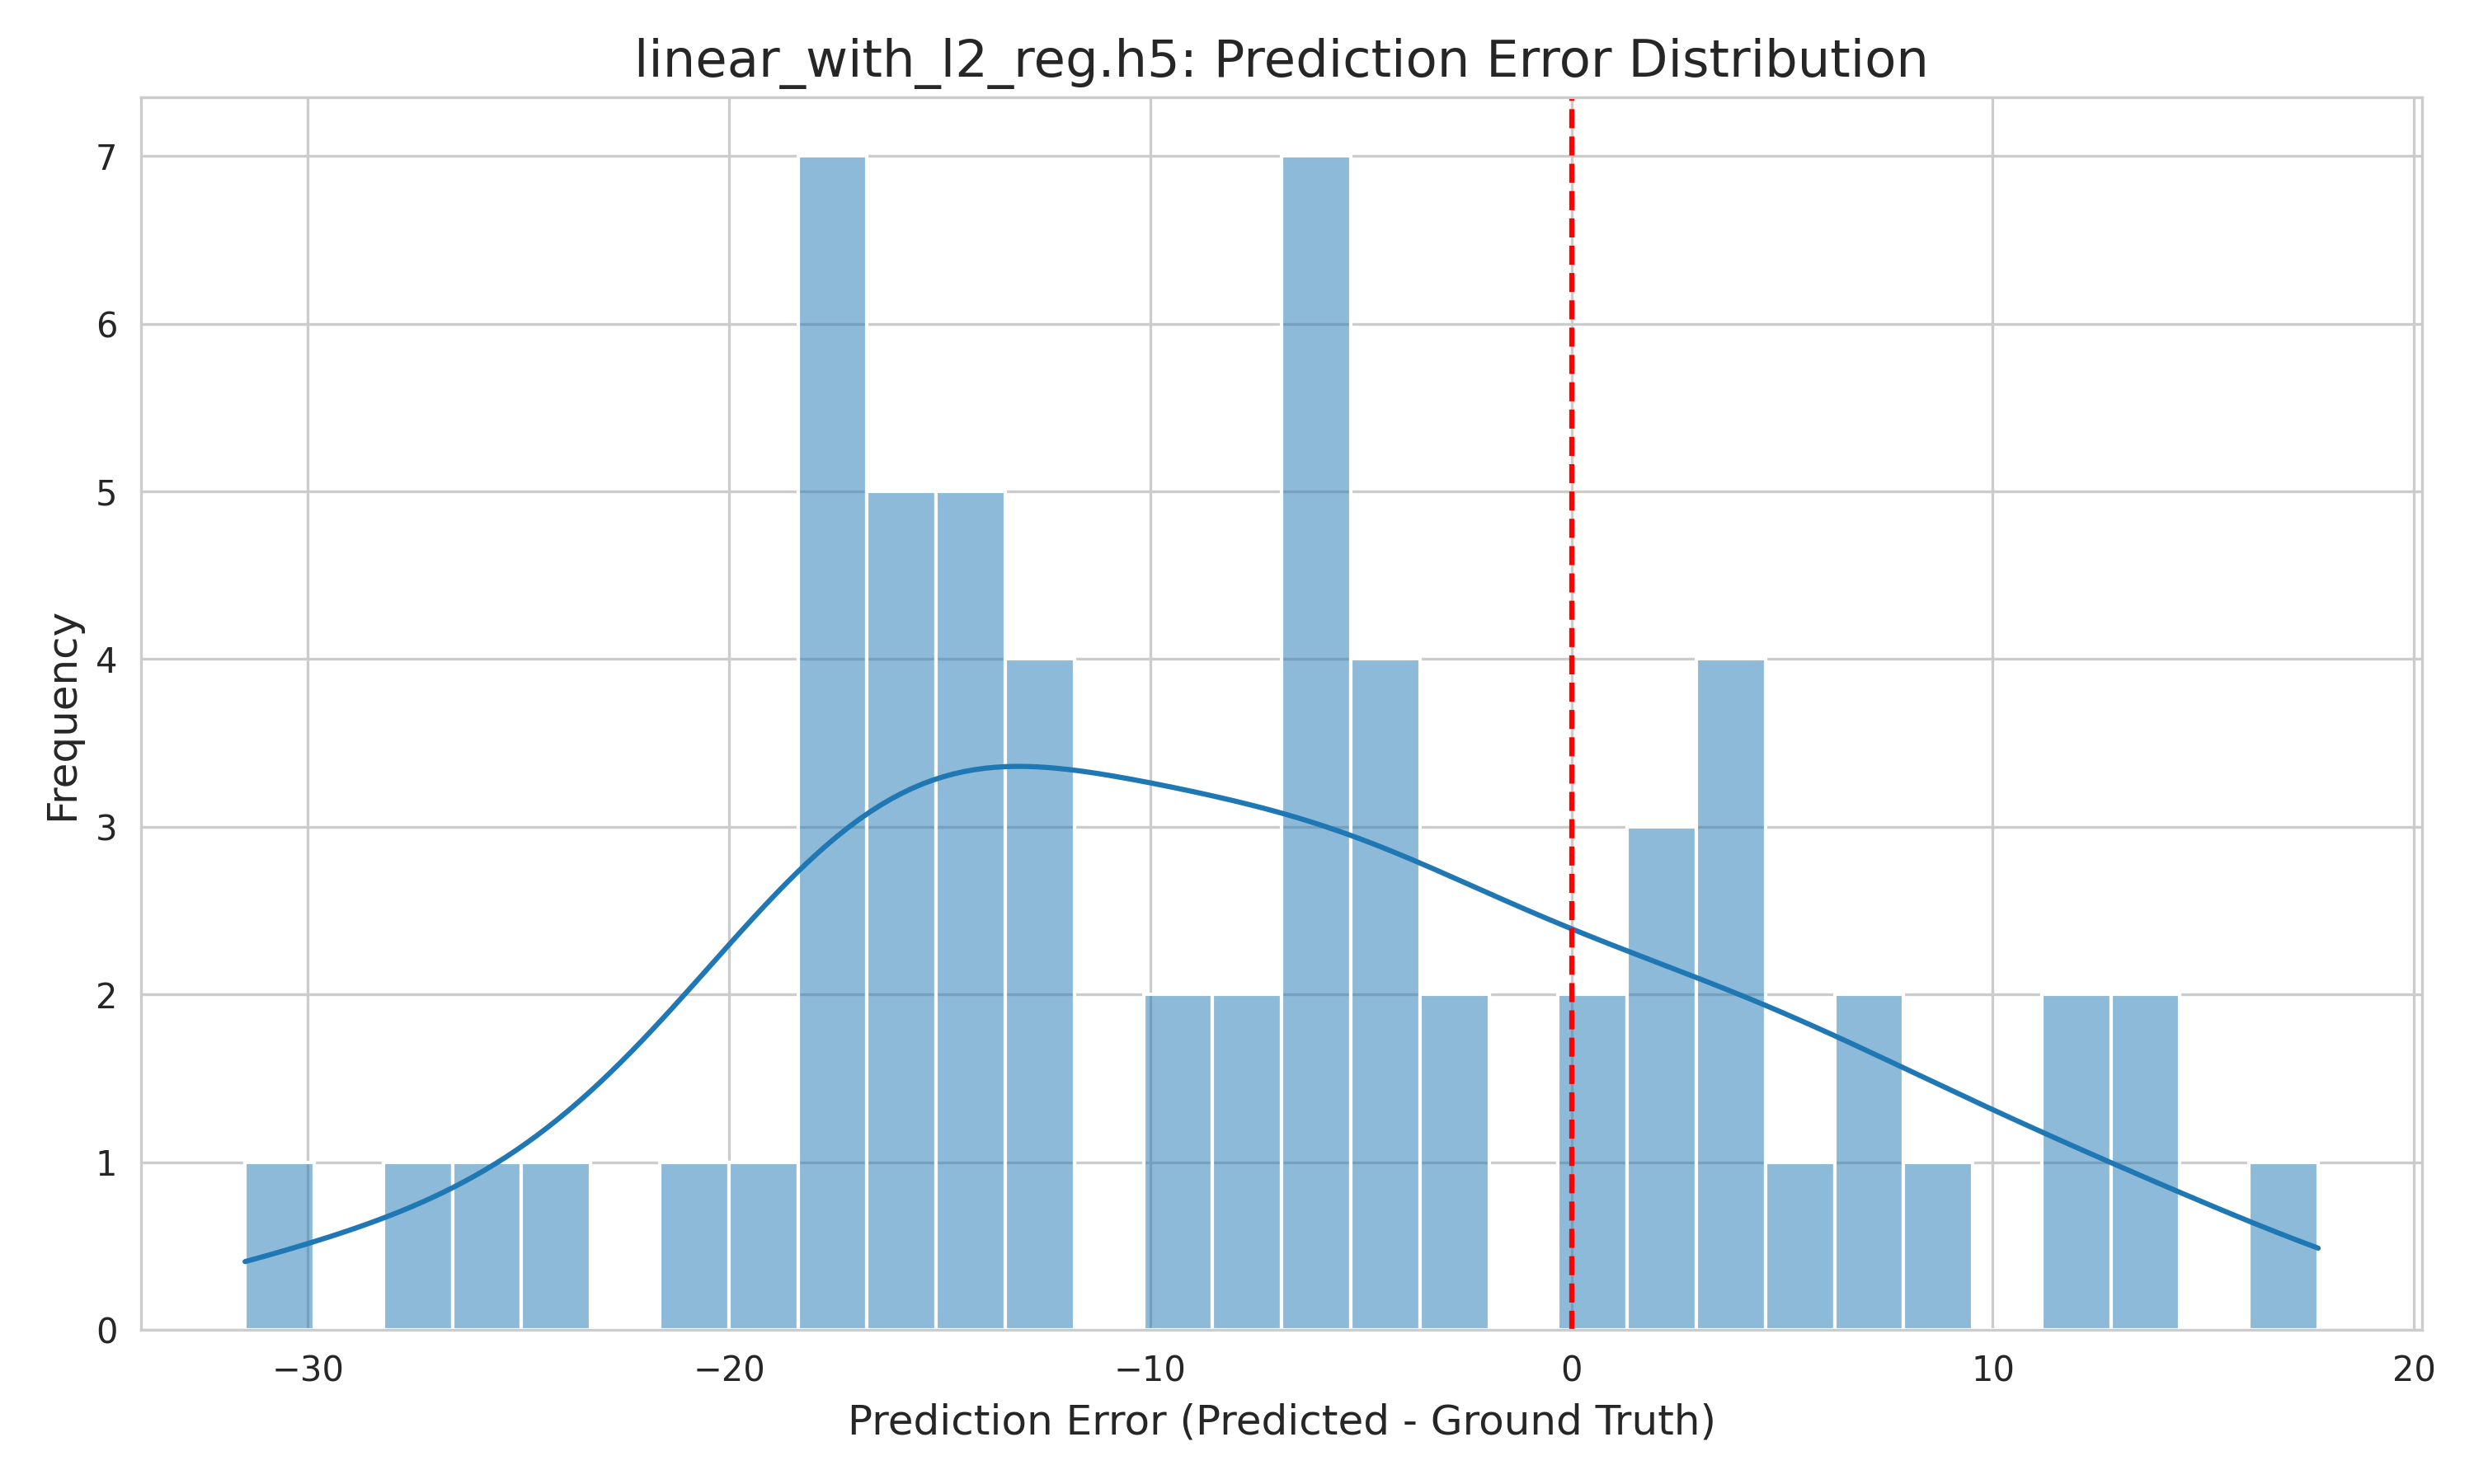 linear_with_l2_reg.h5: Prediction Error Distribution
Frequency
7
6
5
4
3
2
1
0
−30 −20 −10 0 10 20
Prediction Error (Predicted - Ground Truth)